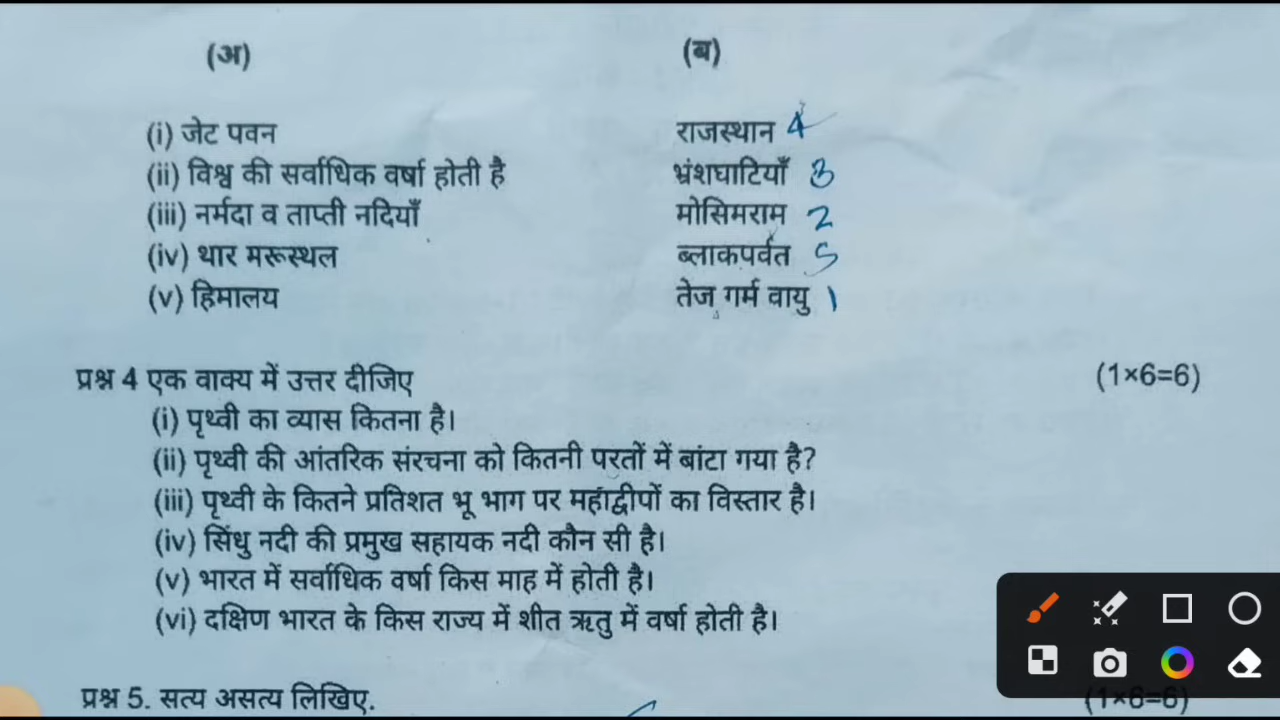 (अ) (ब)
(i) जेट पवन राजस्थान 4
(ii) विश्व की सर्वाधिक वर्षा होती है भ्रंशघाटियाँ 3
(iii) नर्मदा व ताप्ती नदियाँ मोसिमराम 2
(iv) थार मरूस्थल ब्लाकपर्वत 5
(v) हिमालय तेज गर्म वायु 1
प्रश्न 4 एक वाक्य में उत्तर दीजिए (1×6=6)
(i) पृथ्वी का व्यास कितना है।
(ii) पृथ्वी की आंतरिक संरचना को कितनी परतों में बांटा गया है?
(iii) पृथ्वी के कितने प्रतिशत भू भाग पर महाद्वीपों का विस्तार है।
(iv) सिंधु नदी की प्रमुख सहायक नदी कौन सी है।
(v) भारत में सर्वाधिक वर्षा किस माह में होती है।
(vi) दक्षिण भारत के किस राज्य में शीत ऋतु में वर्षा होती है।
प्रश्न 5. सत्य असत्य लिखिए. (1×6=6)